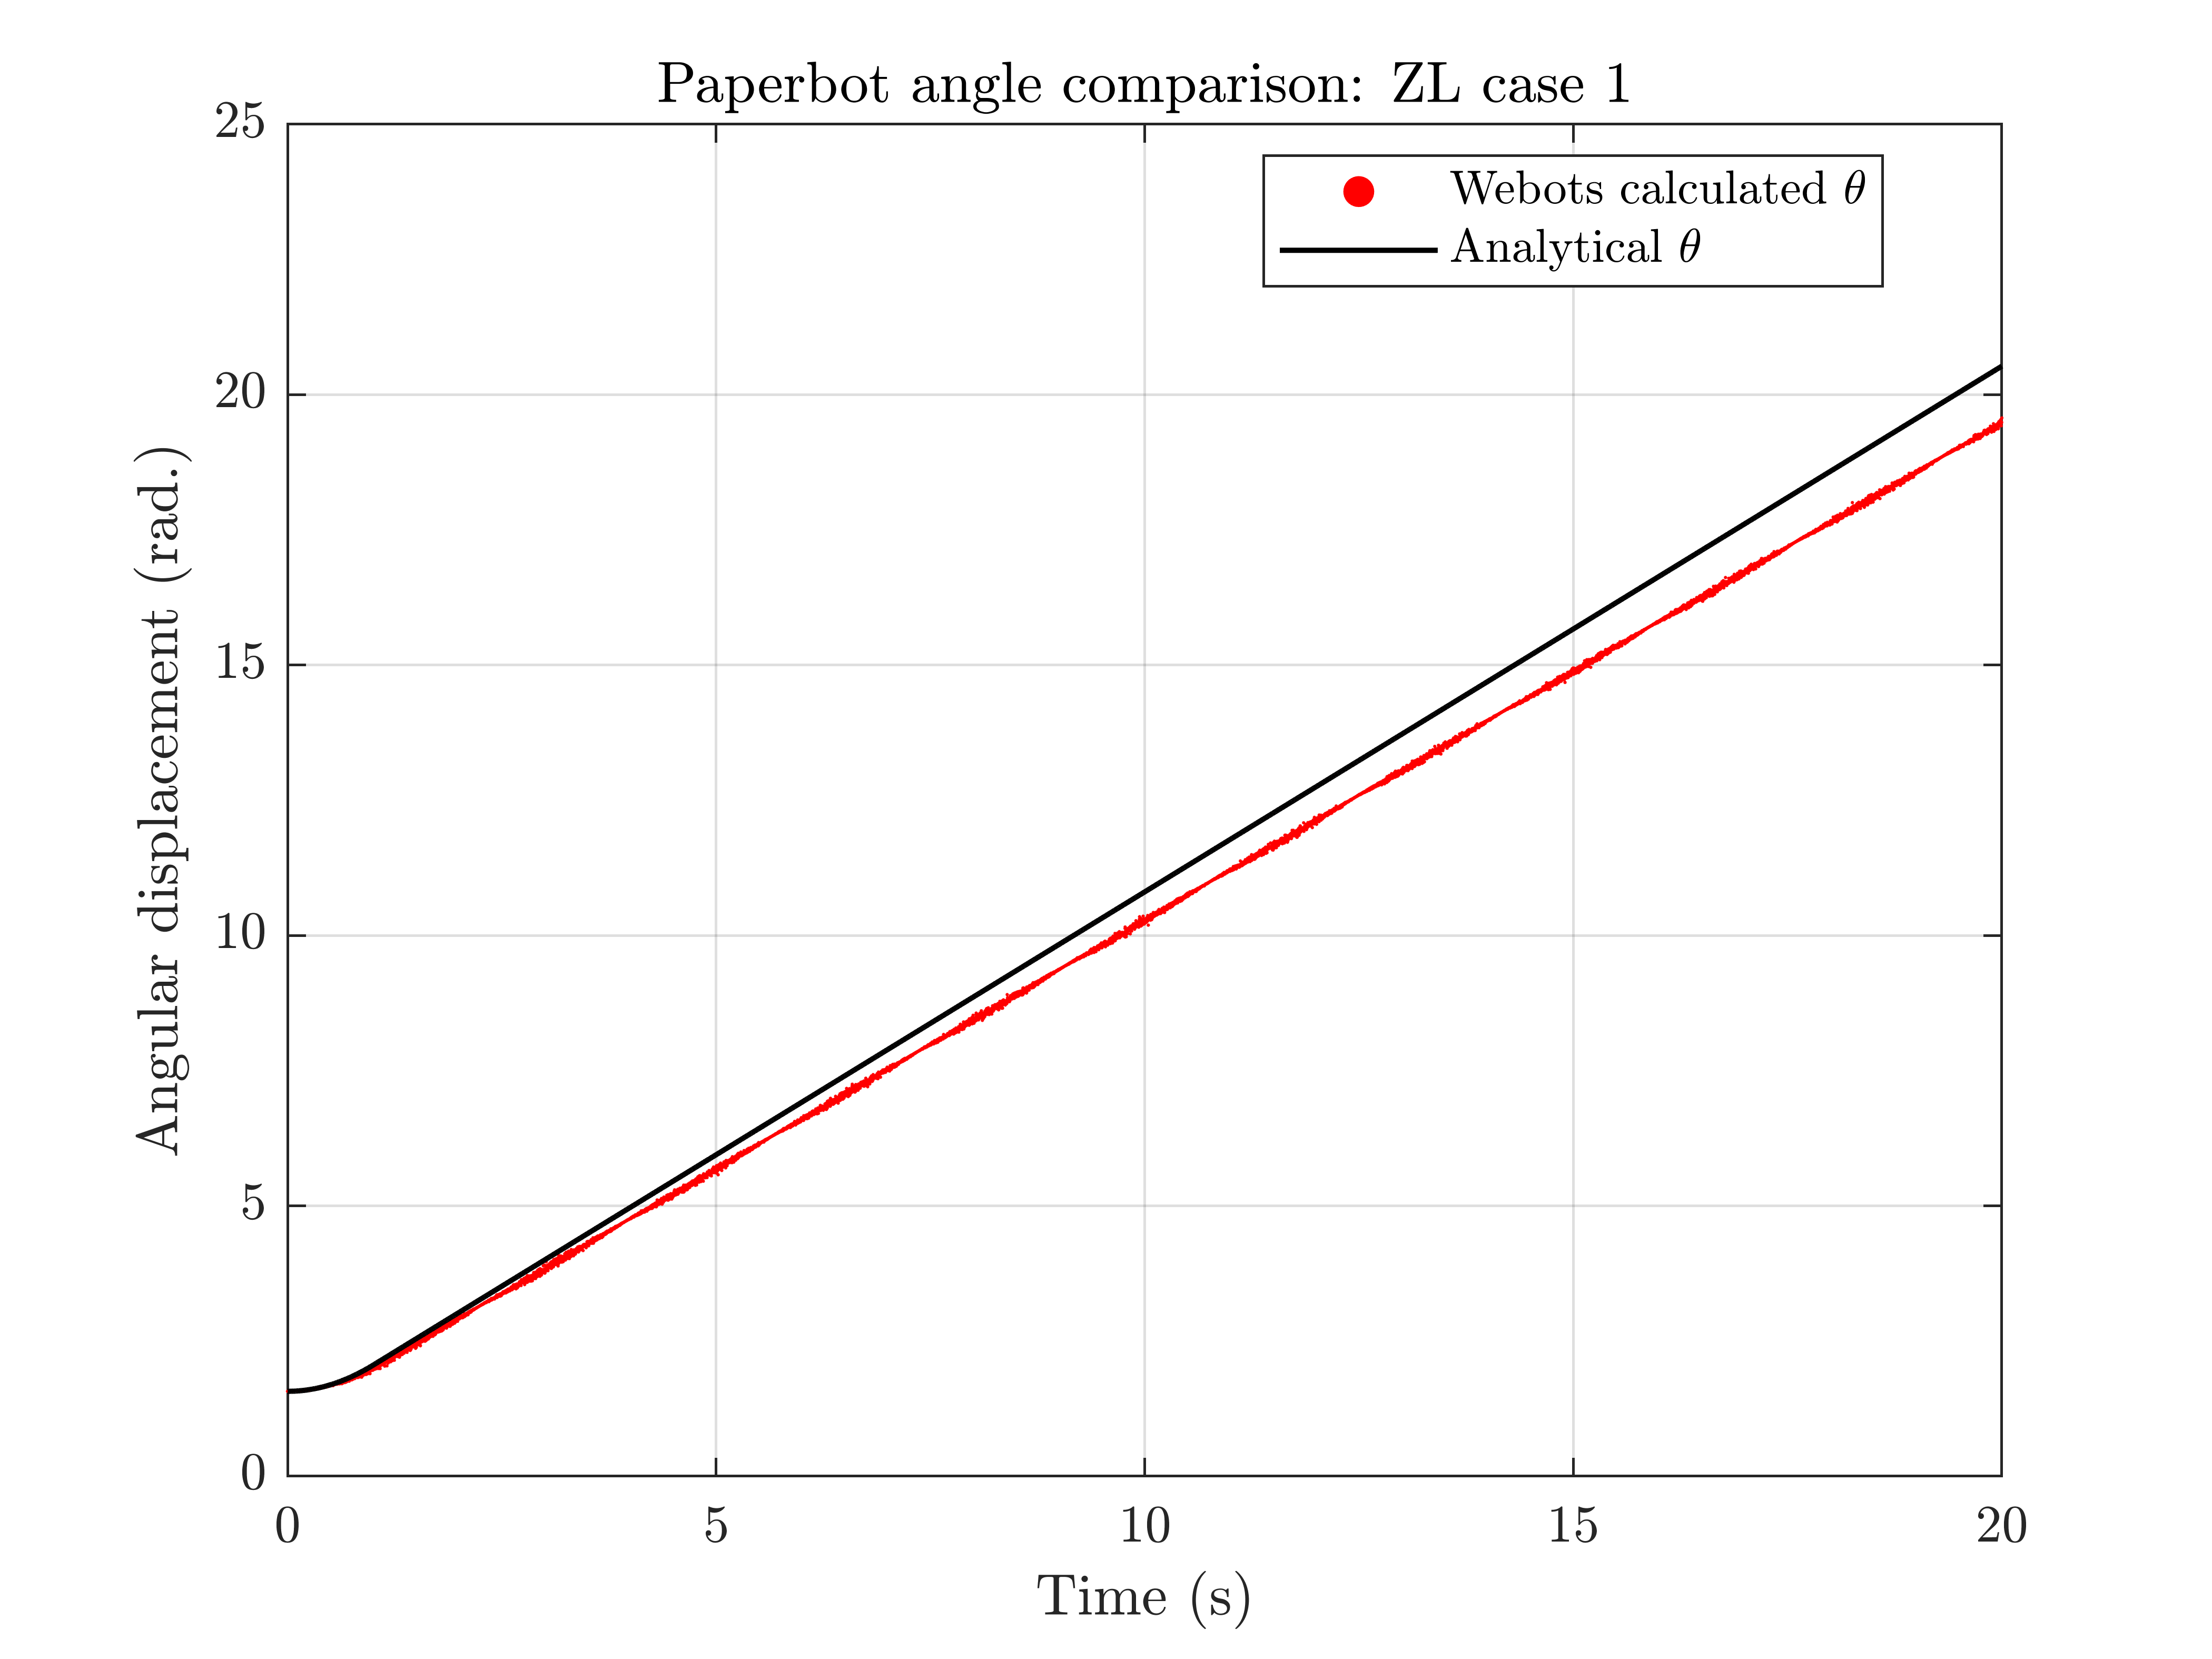 Paperbot angle comparison: ZL case 1
Webots calculated θ
Analytical θ
Angular displacement (rad.)
25
20
15
10
5
0
0 5 10 15 20
Time (s)